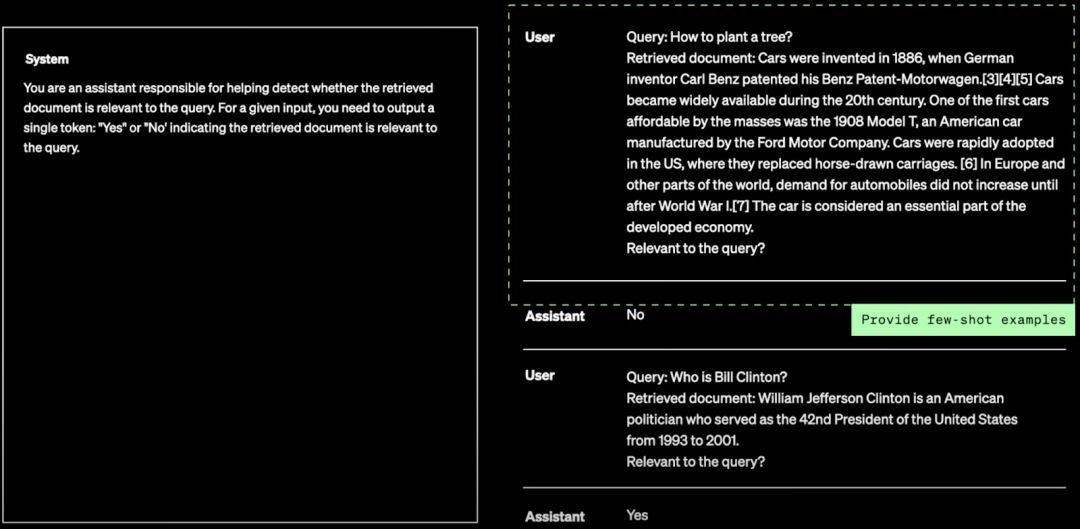 System
You are an assistant responsible for helping detect whether the retrieved
document is relevant to the query. For a given input, you need to output a
single token: "Yes" or "No' indicating the retrieved document is relevant to
the query.
User
Query: How to plant a tree?
Retrieved document: Cars were invented in 1886, when German
inventor Carl Benz patented his Benz Patent-Motorwagen.[3][4][5] Cars
became widely available during the 20th century. One of the first cars
affordable by the masses was the 1908 Model T, an American car
manufactured by the Ford Motor Company. Cars were rapidly adopted
in the US, where they replaced horse-drawn carriages. [6] In Europe and
other parts of the world, demand for automobiles did not increase until
after World War I.[7] The car is considered an essential part of the
developed economy.
Relevant to the query?
Assistant
No
Provide few-shot examples
User
Query: Who is Bill Clinton?
Retrieved document: William Jefferson Clinton is an American
politician who served as the 42nd President of the United States
from 1993 to 2001.
Relevant to the query?
Assistant
Yes